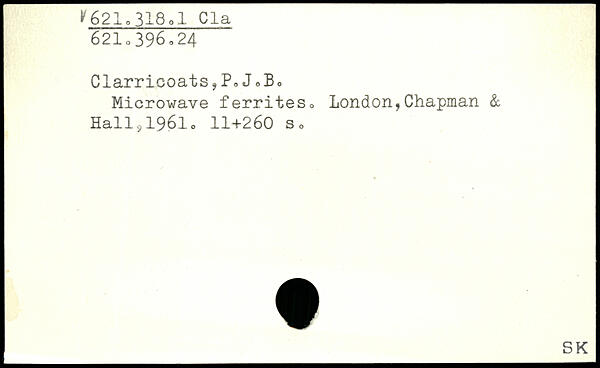 621.318.1 Cla
621.396.24
Clarricoats,P.J.B.
Microwave ferrites. London,Chapman &
Hall,1961. 11+260 s.
SK